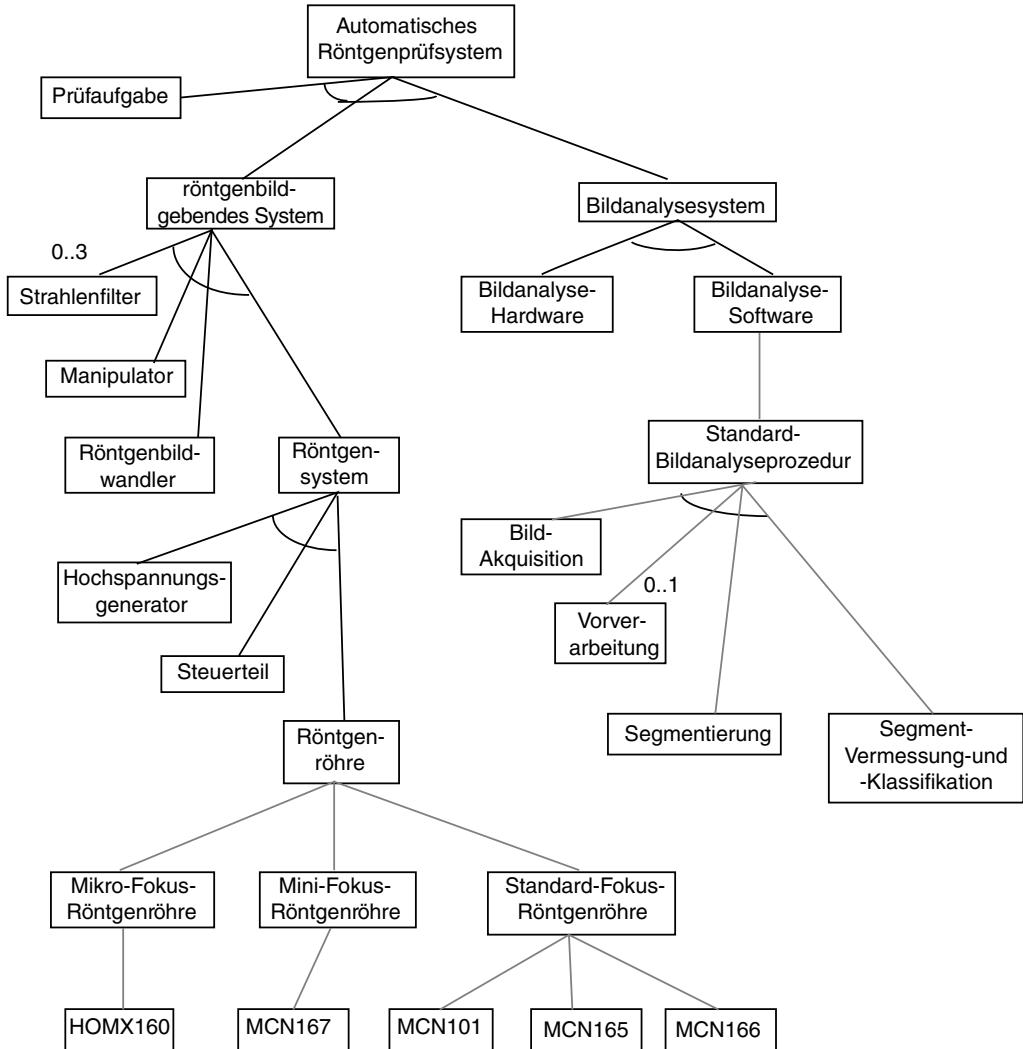 Automatisches
Röntgenprüfsystem
Prüfaufgabe
röntgenbild-
gebendes System
Bildanalysesystem
0..3
Strahlenfilter
Bildanalyse-
Hardware
Bildanalyse-
Software
Manipulator
Röntgenbild-
wandler
Röntgen-
system
Standard-
Bildanalyseprozedur
Bild-
Akquisition
Hochspannungs-
generator
0..1
Vorver-
arbeitung
Steuerteil
Segmentierung
Segment-
Vermessung-und
-Klassifikation
Röntgen-
röhre
Mikro-Fokus-
Röntgenröhre
Mini-Fokus-
Röntgenröhre
Standard-Fokus-
Röntgenröhre
HOMX160
MCN167
MCN101
MCN165
MCN166